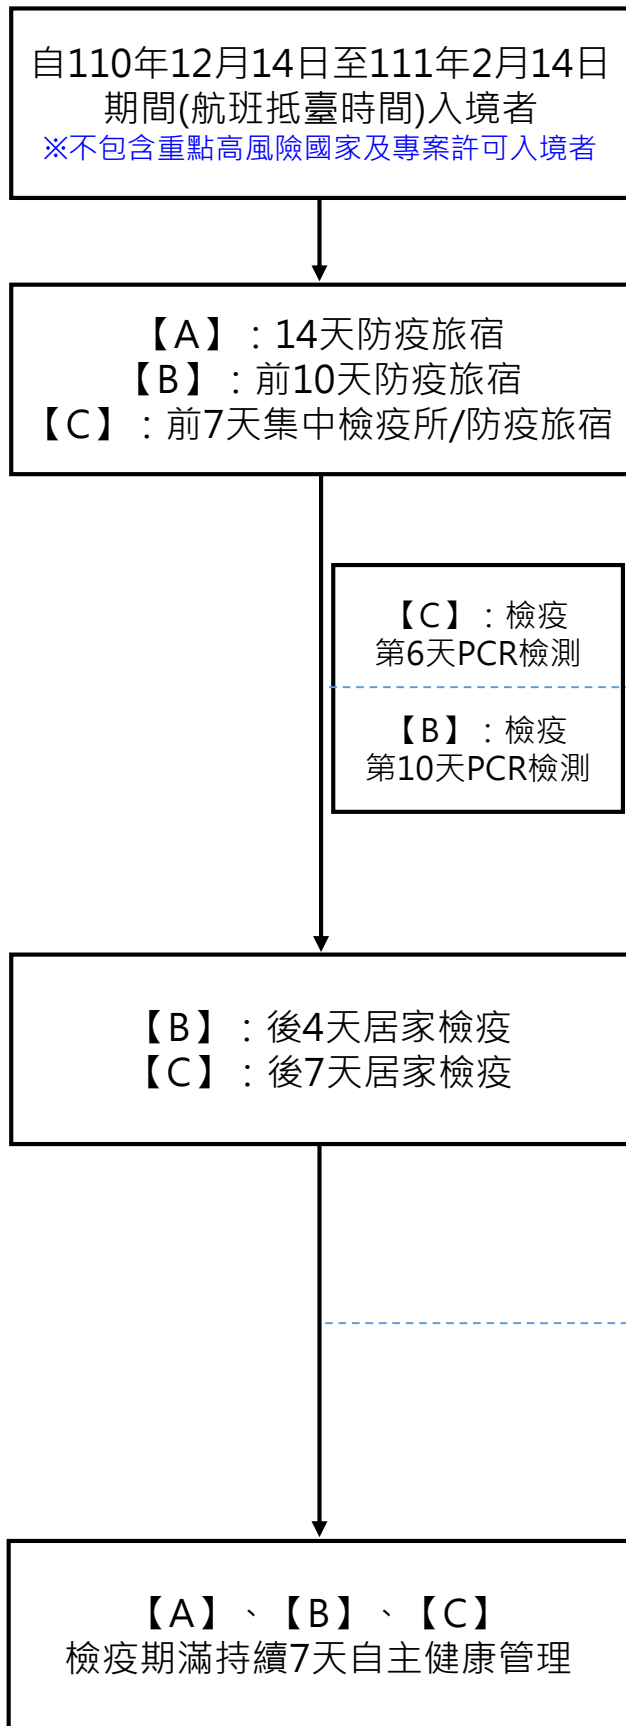 自110年12月14日至111年2月14日
期間(航班抵臺時間)入境者
※不包含重點高風險國家及專案許可入境者
【A】：14天防疫旅宿
【B】：前10天防疫旅宿
【C】：前7天集中檢疫所/防疫旅宿
【C】：檢疫
第6天PCR檢測
【B】：檢疫
第10天PCR檢測
【B】：後4天居家檢疫
【C】：後7天居家檢疫
【A】、【B】、【C】
檢疫期滿持續7天自主健康管理